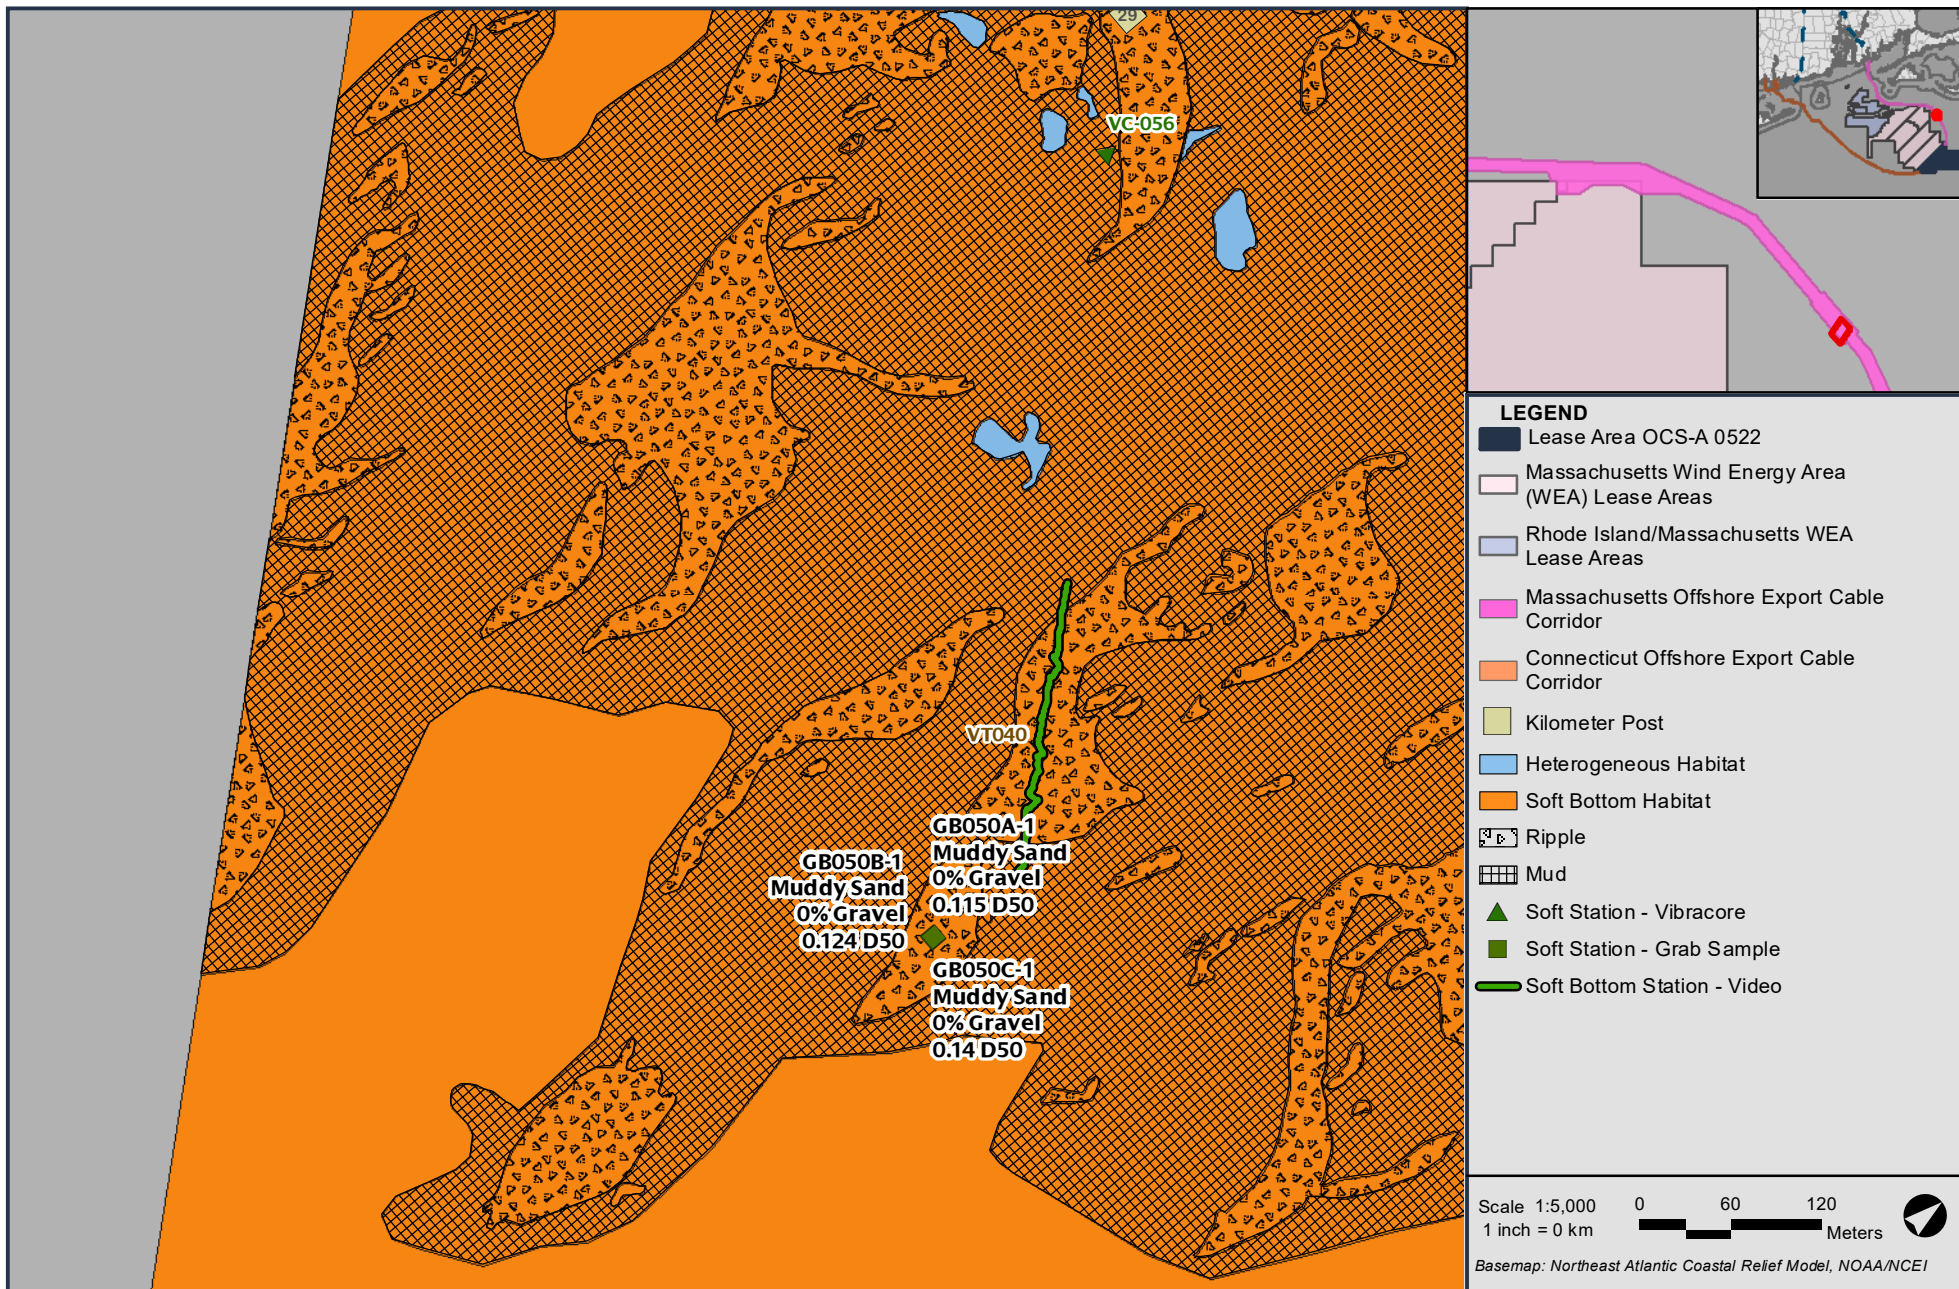 29
VC-056
VT040
GB050A-1
Muddy Sand
0% Gravel
0.115 D50
GB050B-1
Muddy Sand
0% Gravel
0.124 D50
GB050C-1
Muddy Sand
0% Gravel
0.14 D50
LEGEND
Lease Area OCS-A 0522
Massachusetts Wind Energy Area
(WEA) Lease Areas
Rhode Island/Massachusetts WEA
Lease Areas
Massachusetts Offshore Export Cable
Corridor
Connecticut Offshore Export Cable
Corridor
Kilometer Post
Heterogeneous Habitat
Soft Bottom Habitat
Ripple
Mud
Soft Station - Vibracore
Soft Station - Grab Sample
Soft Bottom Station - Video
Scale 1:5,000
1 inch = 0 km
0 60 120
Meters
Basemap: Northeast Atlantic Coastal Relief Model, NOAA/NCEI